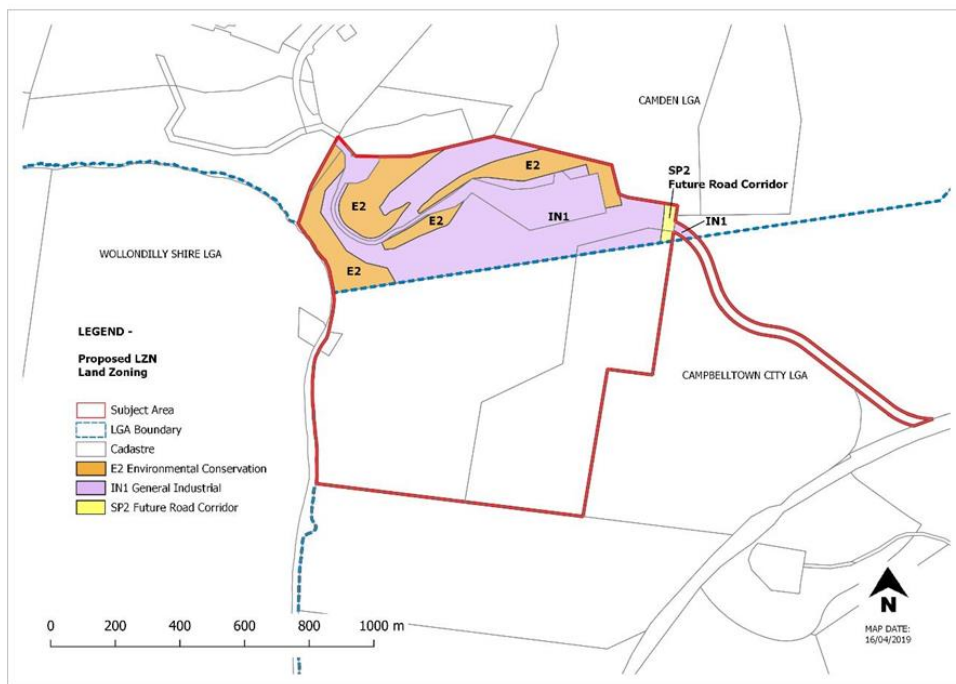 CAMDEN LGA
SP2
Future Road Corridor
E2
E2
IN1
E2
IN1
WOLLONDILLY SHIRE LGA
E2
LEGEND -
Proposed LZN
Land Zoning
Subject Area
LGA Boundary
Cadastre
E2 Environmental Conservation
IN1 General Industrial
SP2 Future Road Corridor
CAMPBELLTOWN CITY LGA
0 200 400 600 800 1000 m
N
MAP DATE:
16/04/2019